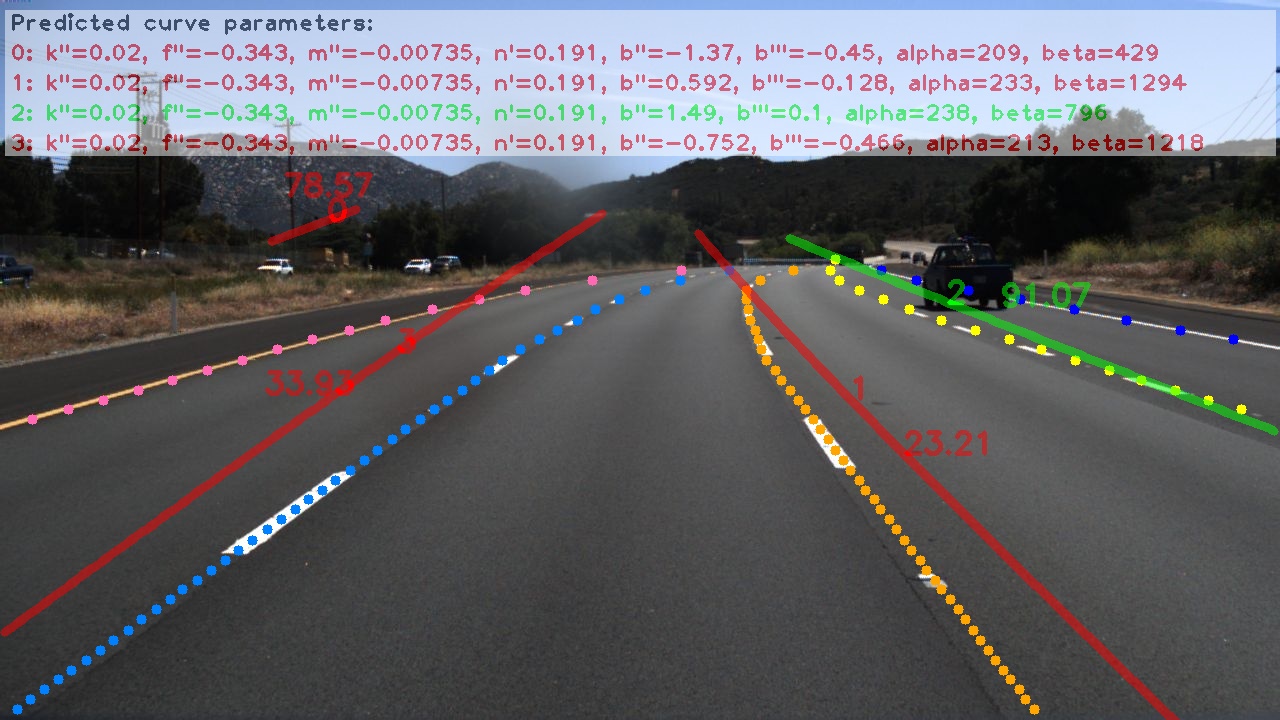 Predicted curve parameters:
0: k''=0.02, f''=-0.343, m''=-0.00735, n'=0.191, b''=-1.37, b'''=-0.45, alpha=209, beta=429
1: k''=0.02, f''=-0.343, m''=-0.00735, n'=0.191, b''=0.592, b'''=-0.128, alpha=233, beta=1294
2: k''=0.02, f''=-0.343, m''=-0.00735, n'=0.191, b''=1.49, b'''=0.1, alpha=238, beta=796
3: k''=0.02, f''=-0.343, m''=-0.00735, n'=0.191, b''=-0.752, b'''=-0.466, alpha=213, beta=1218
78.57
0
2 91.07
3
33.93
1
23.21